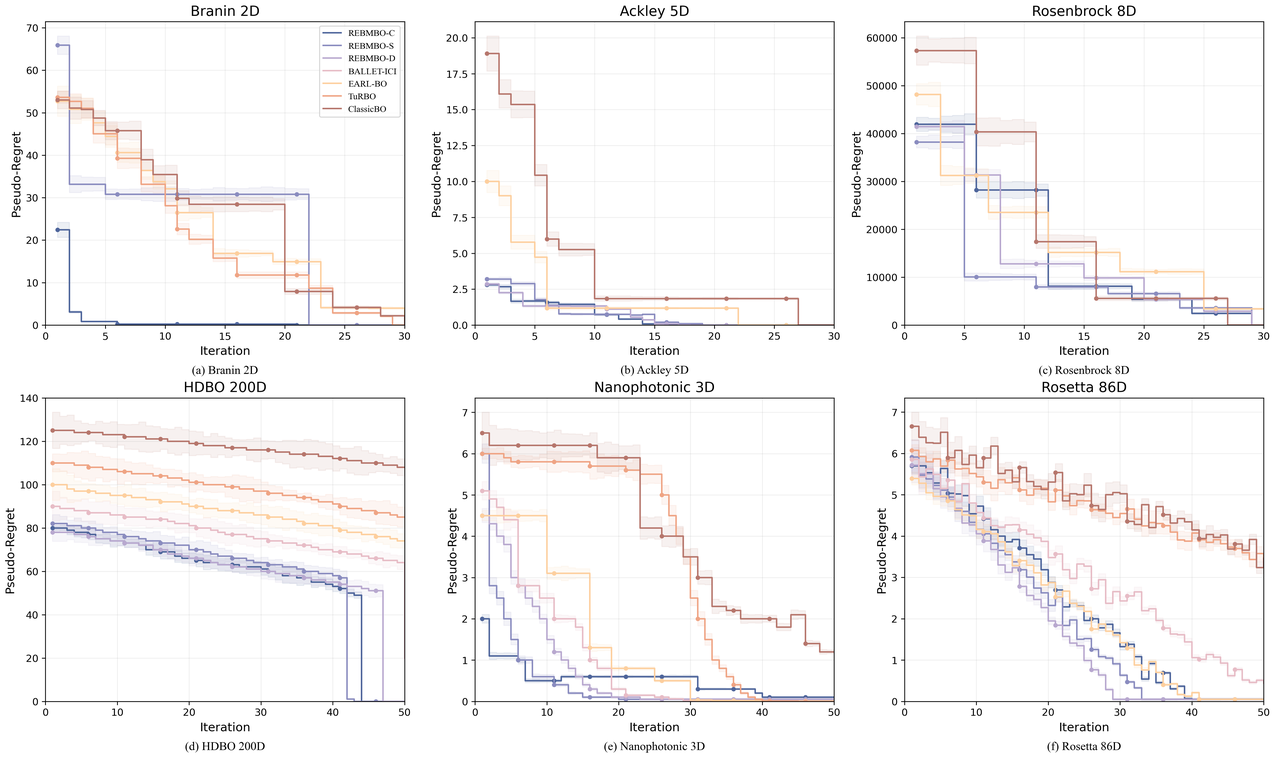 Branin 2D
Pseudo-Regret
70
60
50
40
30
20
10
0
0 5 10 15 20 25 30
Iteration
REBMBO-C
REBMBO-S
REBMBO-D
BALLET-ICI
EARL-BO
TuRBO
ClassicBO
(a) Branin 2D
Ackley 5D
Pseudo-Regret
20.0
17.5
15.0
12.5
10.0
7.5
5.0
2.5
0.0
0 5 10 15 20 25 30
Iteration
(b) Ackley 5D
Rosenbrock 8D
Pseudo-Regret
60000
50000
40000
30000
20000
10000
0
0 5 10 15 20 25 30
Iteration
(c) Rosenbrock 8D
HDBO 200D
Pseudo-Regret
140
120
100
80
60
40
20
0
0 10 20 30 40 50
Iteration
(d) HDBO 200D
Nanophotonic 3D
Pseudo-Regret
7
6
5
4
3
2
1
0
0 10 20 30 40 50
Iteration
(e) Nanophotonic 3D
Rosetta 86D
Pseudo-Regret
7
6
5
4
3
2
1
0
0 10 20 30 40 50
Iteration
(f) Rosetta 86D